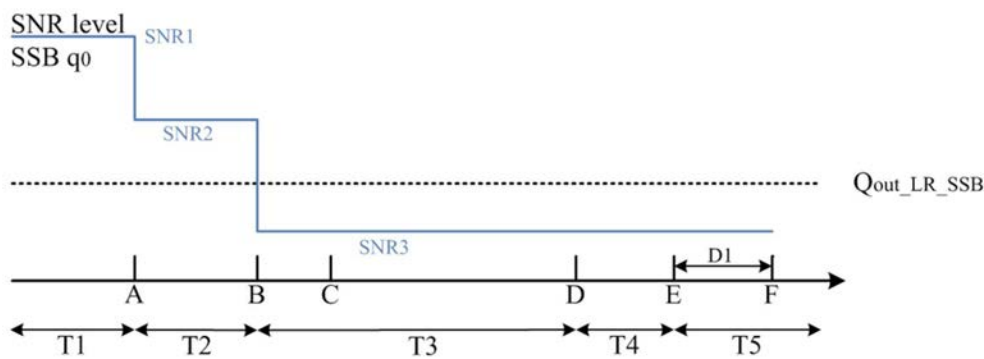 SNR level
SSB q0
SNR1
SNR2
Qout_LR_SSB
SNR3
D1
A B C D E F
T1 T2 T3 T4 T5